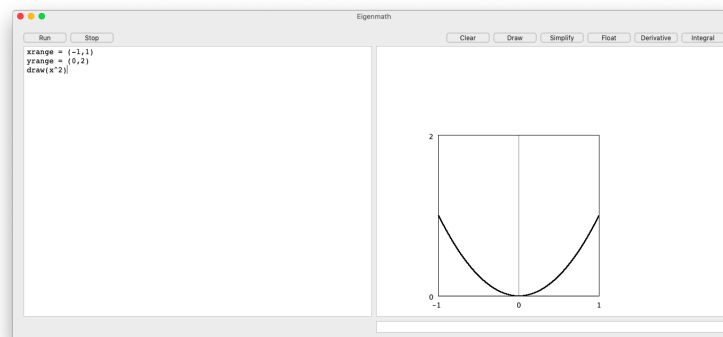 Eigenmath
Run Stop Clear Draw Simplify Float Derivative Integral
xrange = (-1,1)
yrange = (0,2)
draw(x^2)
2
0
-1 0 1